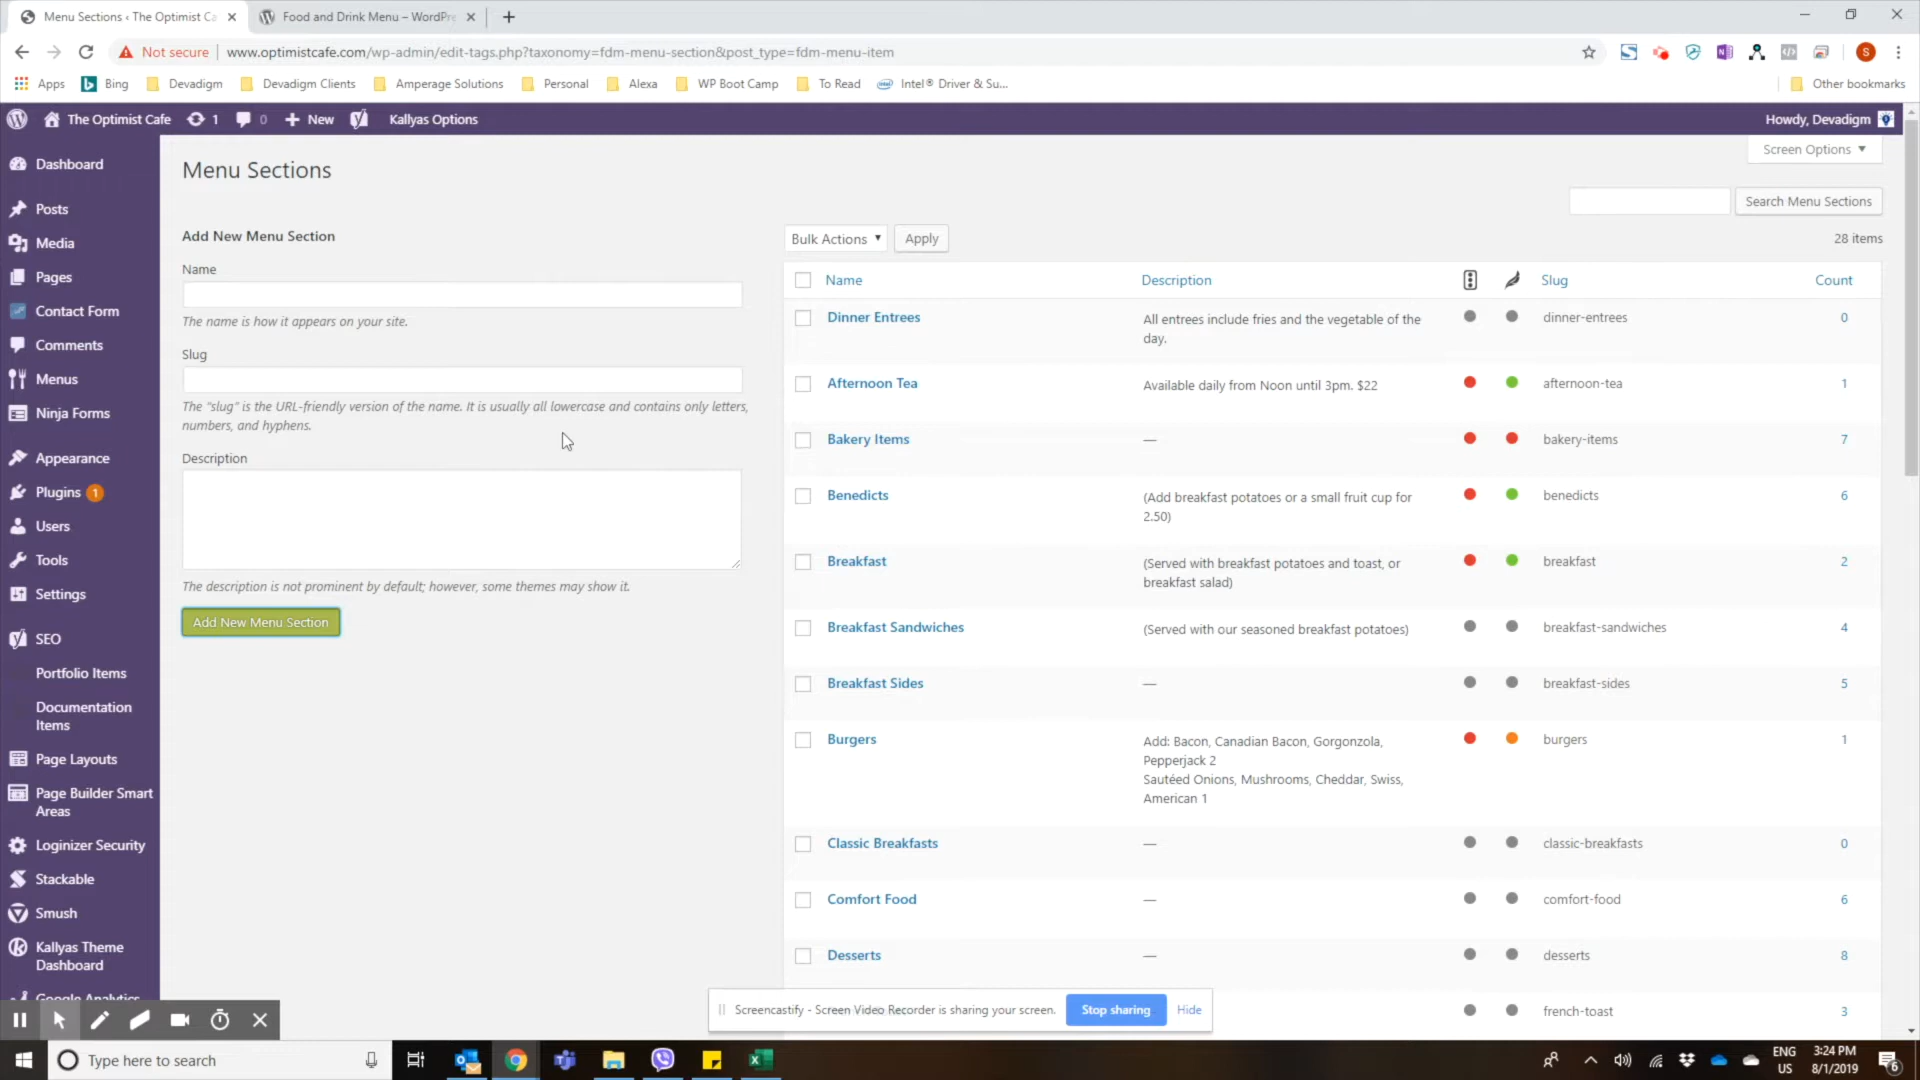 Menu Sections ‹ The Optimist Ca
Food and Drink Menu – WordPre
Not secure
www.optimistcafe.com/wp-admin/edit-tags.php?taxonomy=fdm-menu-section&post_type=fdm-menu-item
S
Apps
Bing
Devadigm
Devadigm Clients
Amperage Solutions
Personal
Alexa
WP Boot Camp
To Read
Intel® Driver & Su...
Other bookmarks
The Optimist Cafe
1
0
New
Kallyas Options
Howdy, Devadigm
Dashboard
Posts
Media
Pages
Contact Form
Comments
Menus
Ninja Forms
Appearance
Plugins 1
Users
Tools
Settings
SEO
Portfolio Items
Documentation
Items
Page Layouts
Page Builder Smart
Areas
Loginizer Security
Stackable
Smush
Kallyas Theme
Dashboard
Google Analytics
Menu Sections
Screen Options
Search Menu Sections
Add New Menu Section
Name
The name is how it appears on your site.
Slug
The "slug" is the URL-friendly version of the name. It is usually all lowercase and contains only letters,
numbers, and hyphens.
Description
The description is not prominent by default; however, some themes may show it.
Add New Menu Section
Bulk Actions
Apply
28 items
Name Description Slug Count
Dinner Entrees All entrees include fries and the vegetable of the dinner-entrees 0
day.
Afternoon Tea Available daily from Noon until 3pm. $22 afternoon-tea 1
Bakery Items — bakery-items 7
Benedicts (Add breakfast potatoes or a small fruit cup for benedicts 6
2.50)
Breakfast (Served with breakfast potatoes and toast, or breakfast 2
breakfast salad)
Breakfast Sandwiches (Served with our seasoned breakfast potatoes) breakfast-sandwiches 4
Breakfast Sides — breakfast-sides 5
Burgers Add: Bacon, Canadian Bacon, Gorgonzola, burgers 1
Pepperjack 2
Sautéed Onions, Mushrooms, Cheddar, Swiss,
American 1
Classic Breakfasts — classic-breakfasts 0
Comfort Food — comfort-food 6
Desserts — desserts 8
french-toast 3
Screencastify - Screen Video Recorder is sharing your screen.
Stop sharing
Hide
Type here to search
ENG
US
3:24 PM
8/1/2019
6